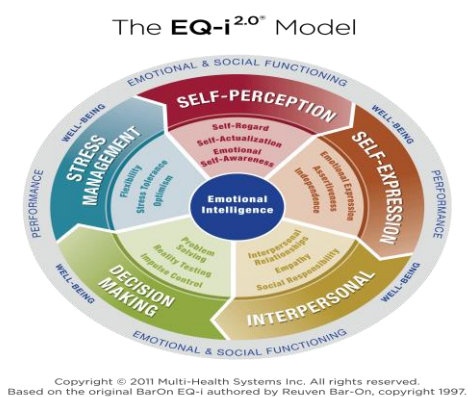 The EQ-i 2.0® Model
EMOTIONAL & SOCIAL FUNCTIONING
WELL-BEING
WELL-BEING
PERFORMANCE
PERFORMANCE
SELF-PERCEPTION
Self-Regard
Self-Actualization
Emotional
Self-Awareness
SELF-EXPRESSION
Emotional Expression
Assertiveness
Independence
STRESS
MANAGEMENT
Flexibility
Stress Tolerance
Optimism
Emotional
Intelligence
INTERPERSONAL
Interpersonal
Relationships
Empathy
Social Responsibility
DECISION
MAKING
Problem
Solving
Reality Testing
Impulse Control
WELL-BEING
WELL-BEING
EMOTIONAL & SOCIAL FUNCTIONING
Copyright © 2011 Multi-Health Systems Inc. All rights reserved.
Based on the original BarOn EQ-i authored by Reuven Bar-On, copyright 1997.